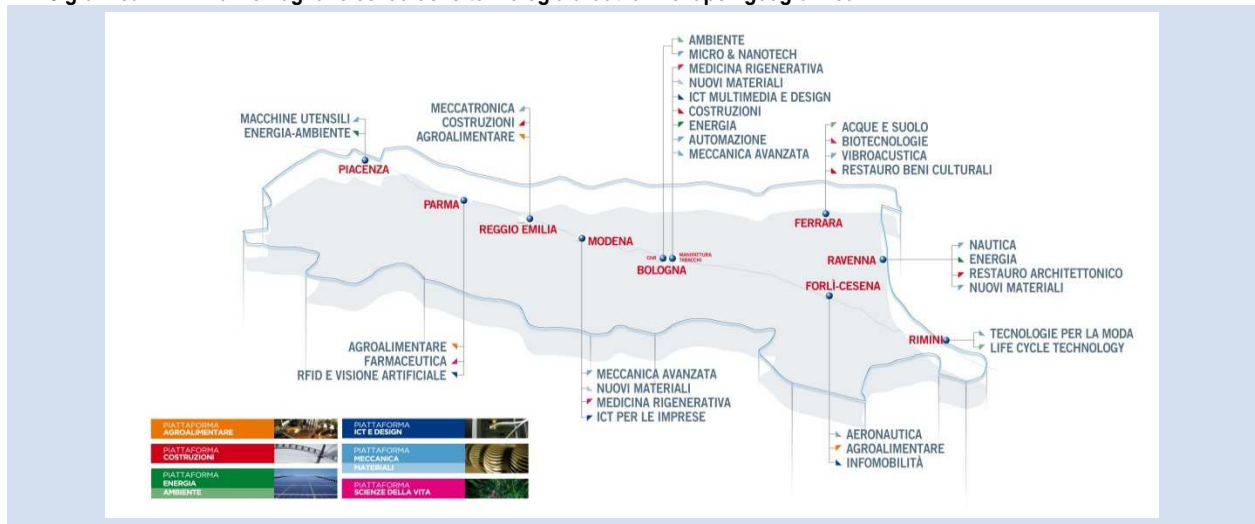 AMBIENTE
MICRO & NANOTECH
MEDICINA RIGENERATIVA
NUOVI MATERIALI
ICT MULTIMEDIA E DESIGN
COSTRUZIONI
ENERGIA
AUTOMAZIONE
MECCANICA AVANZATA
MECCATRONICA
COSTRUZIONI
AGROALIMENTARE
MACCHINE UTENSILI
ENERGIA-AMBIENTE
ACQUE E SUOLO
BIOTECNOLOGIE
VIBROACUSTICA
RESTAURO BENI CULTURALI
PIACENZA
PARMA
REGGIO EMILIA
MODENA
CNR
MANIFATTURA
TABACCHI
BOLOGNA
FERRARA
RAVENNA
FORLÌ-CESENA
RIMINI
NAUTICA
ENERGIA
RESTAURO ARCHITETTONICO
NUOVI MATERIALI
TECNOLOGIE PER LA MODA
LIFE CYCLE TECHNOLOGY
AGROALIMENTARE
FARMACEUTICA
RFID E VISIONE ARTIFICIALE
MECCANICA AVANZATA
NUOVI MATERIALI
MEDICINA RIGENERATIVA
ICT PER LE IMPRESE
AERONAUTICA
AGROALIMENTARE
INFOMOBILITÀ
PIATTAFORMA
AGROALIMENTARE
PIATTAFORMA
COSTRUZIONI
PIATTAFORMA
ENERGIA
AMBIENTE
PIATTAFORMA
ICT E DESIGN
PIATTAFORMA
MECCANICA
MATERIALI
PIATTAFORMA
SCIENZE DELLA VITA